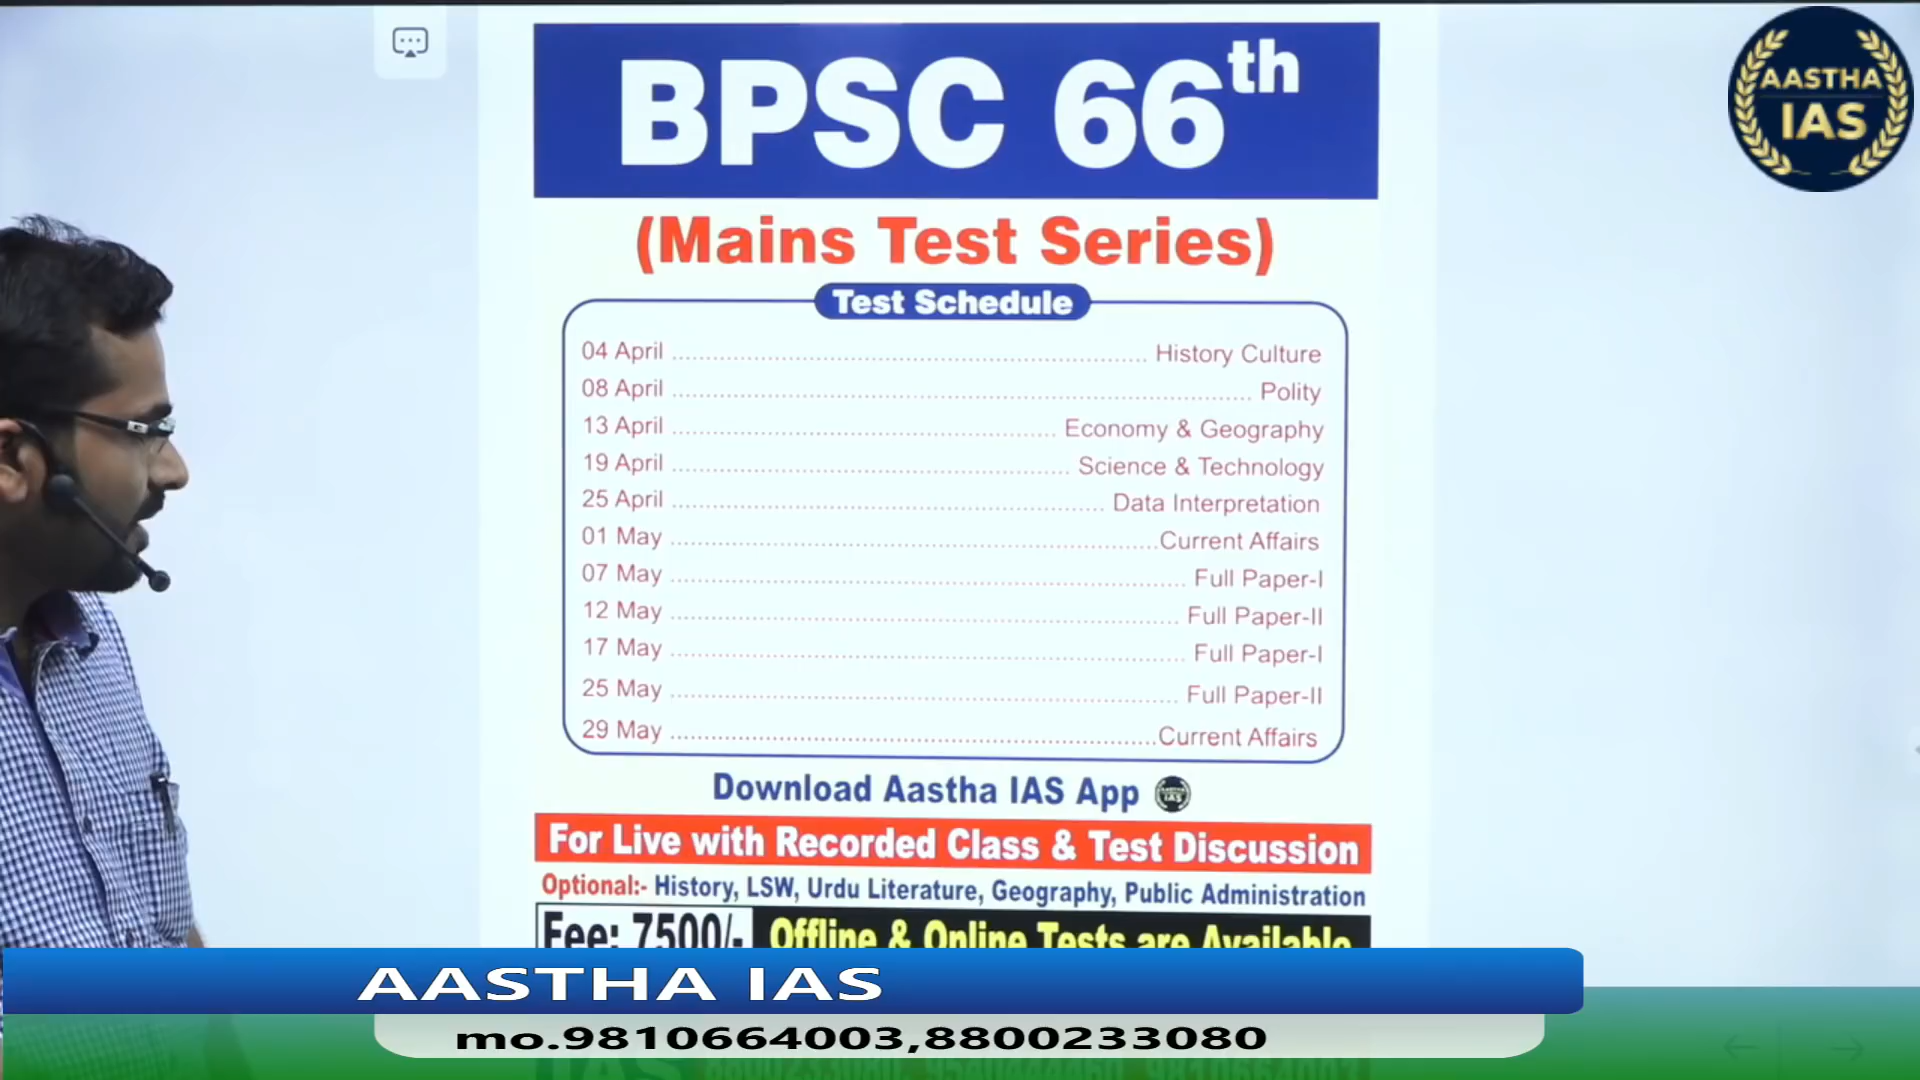 BPSC 66th
AASTHA
IAS
(Mains Test Series)
Test Schedule
04 April ........ History Culture
08 April ........ Polity
13 April ........ Economy & Geography
19 April ........ Science & Technology
25 April ........ Data Interpretation
01 May ........ Current Affairs
07 May ........ Full Paper-I
12 May ........ Full Paper-II
17 May ........ Full Paper-I
25 May ........ Full Paper-II
29 May ........ Current Affairs
Download Aastha IAS App AASTHA IAS
For Live with Recorded Class & Test Discussion
Optional:- History, LSW, Urdu Literature, Geography, Public Administration
Fee: 7500/- Offline & Online Tests are Available
AASTHA IAS
mo.9810664003,8800233080